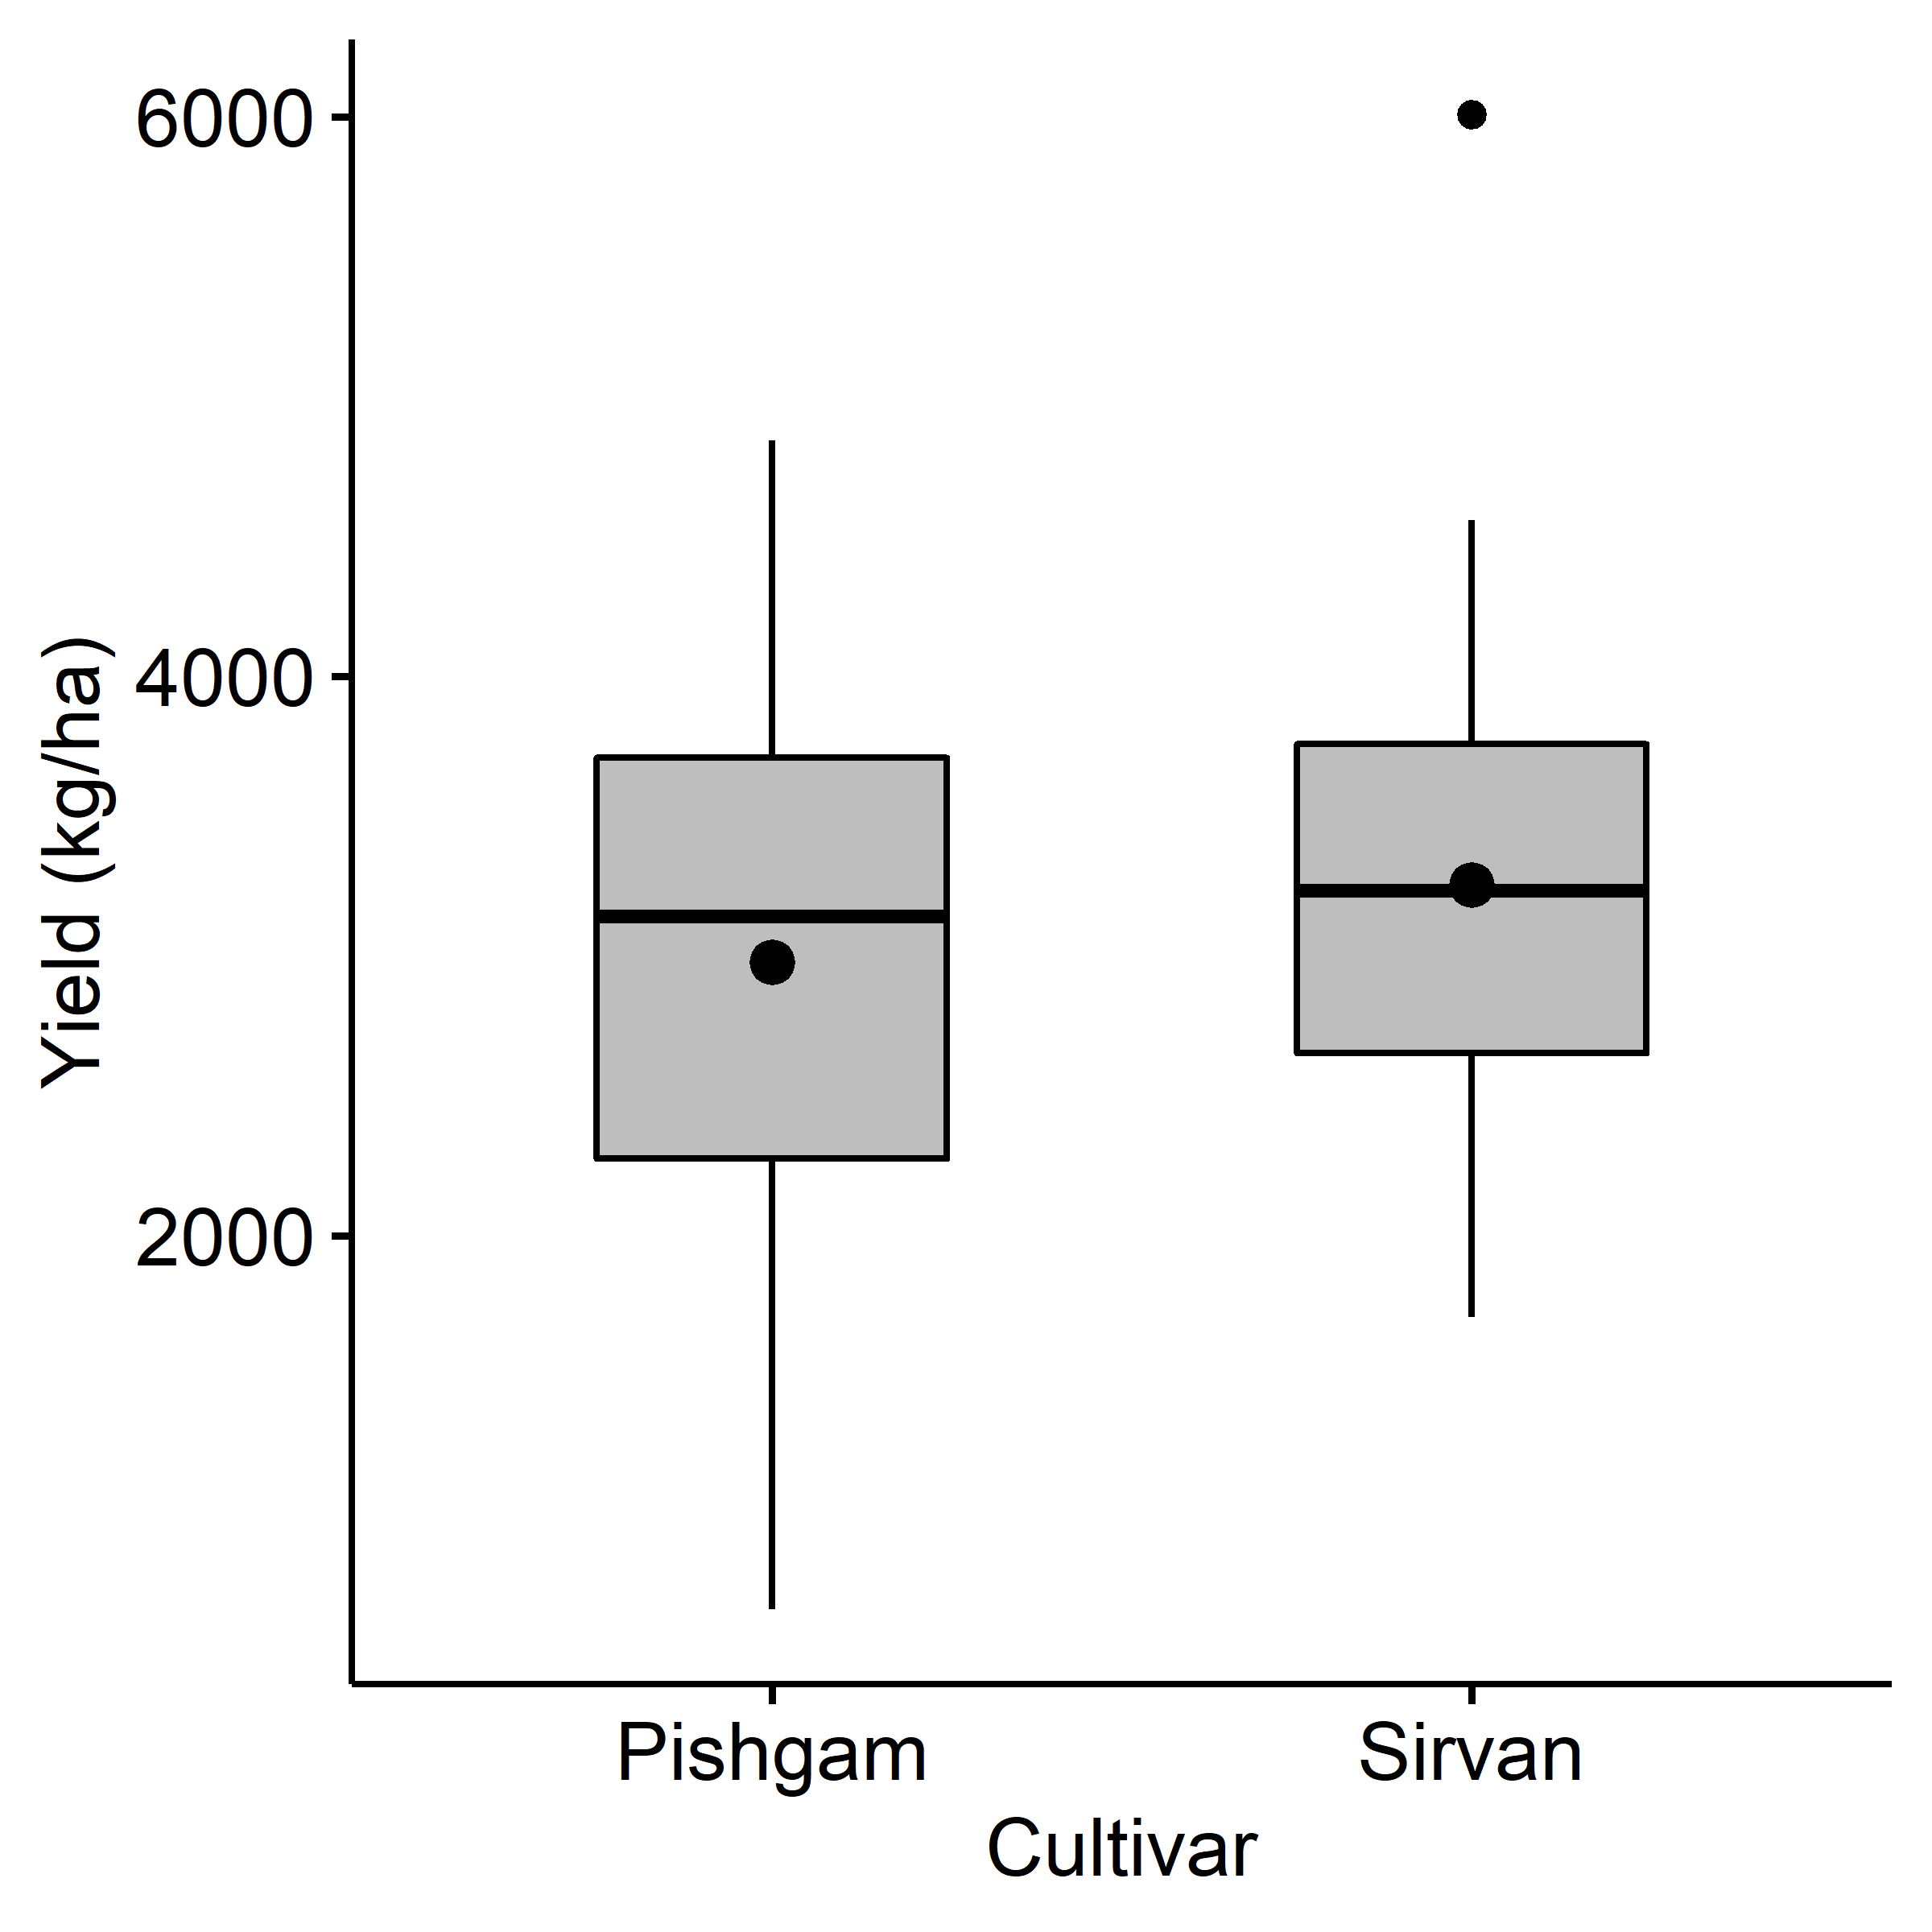 Yield (kg/ha)
6000
4000
2000
Pishgam
Sirvan
Cultivar